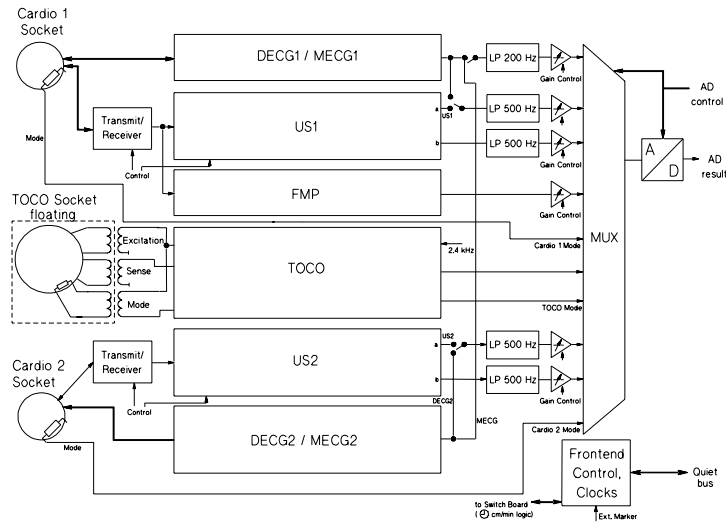 Cardio 1
Socket
DECG1 / MECG1
LP 200 Hz
Gain Control
AD
control
US1
a
US1
b
LP 500 Hz
Gain Control
LP 500 Hz
Gain Control
Transmit/
Receiver
Mode
Control
A
D
AD
result
FMP
Gain Control
MUX
TOCO Socket
floating
Excitation
Sense
Mode
TOCO
2.4 kHz
Cardio 1 Mode
TOCO Mode
Cardio 2
Socket
Transmit/
Receiver
Control
Mode
US2
US2
a
b
DECG2
MECG
LP 500 Hz
LP 500 Hz
Gain Control
DECG2 / MECG2
Cardio 2 Mode
Frontend
Control,
Clocks
Quiet
bus
to Switch Board
( cm/min logic)
Ext. Marker